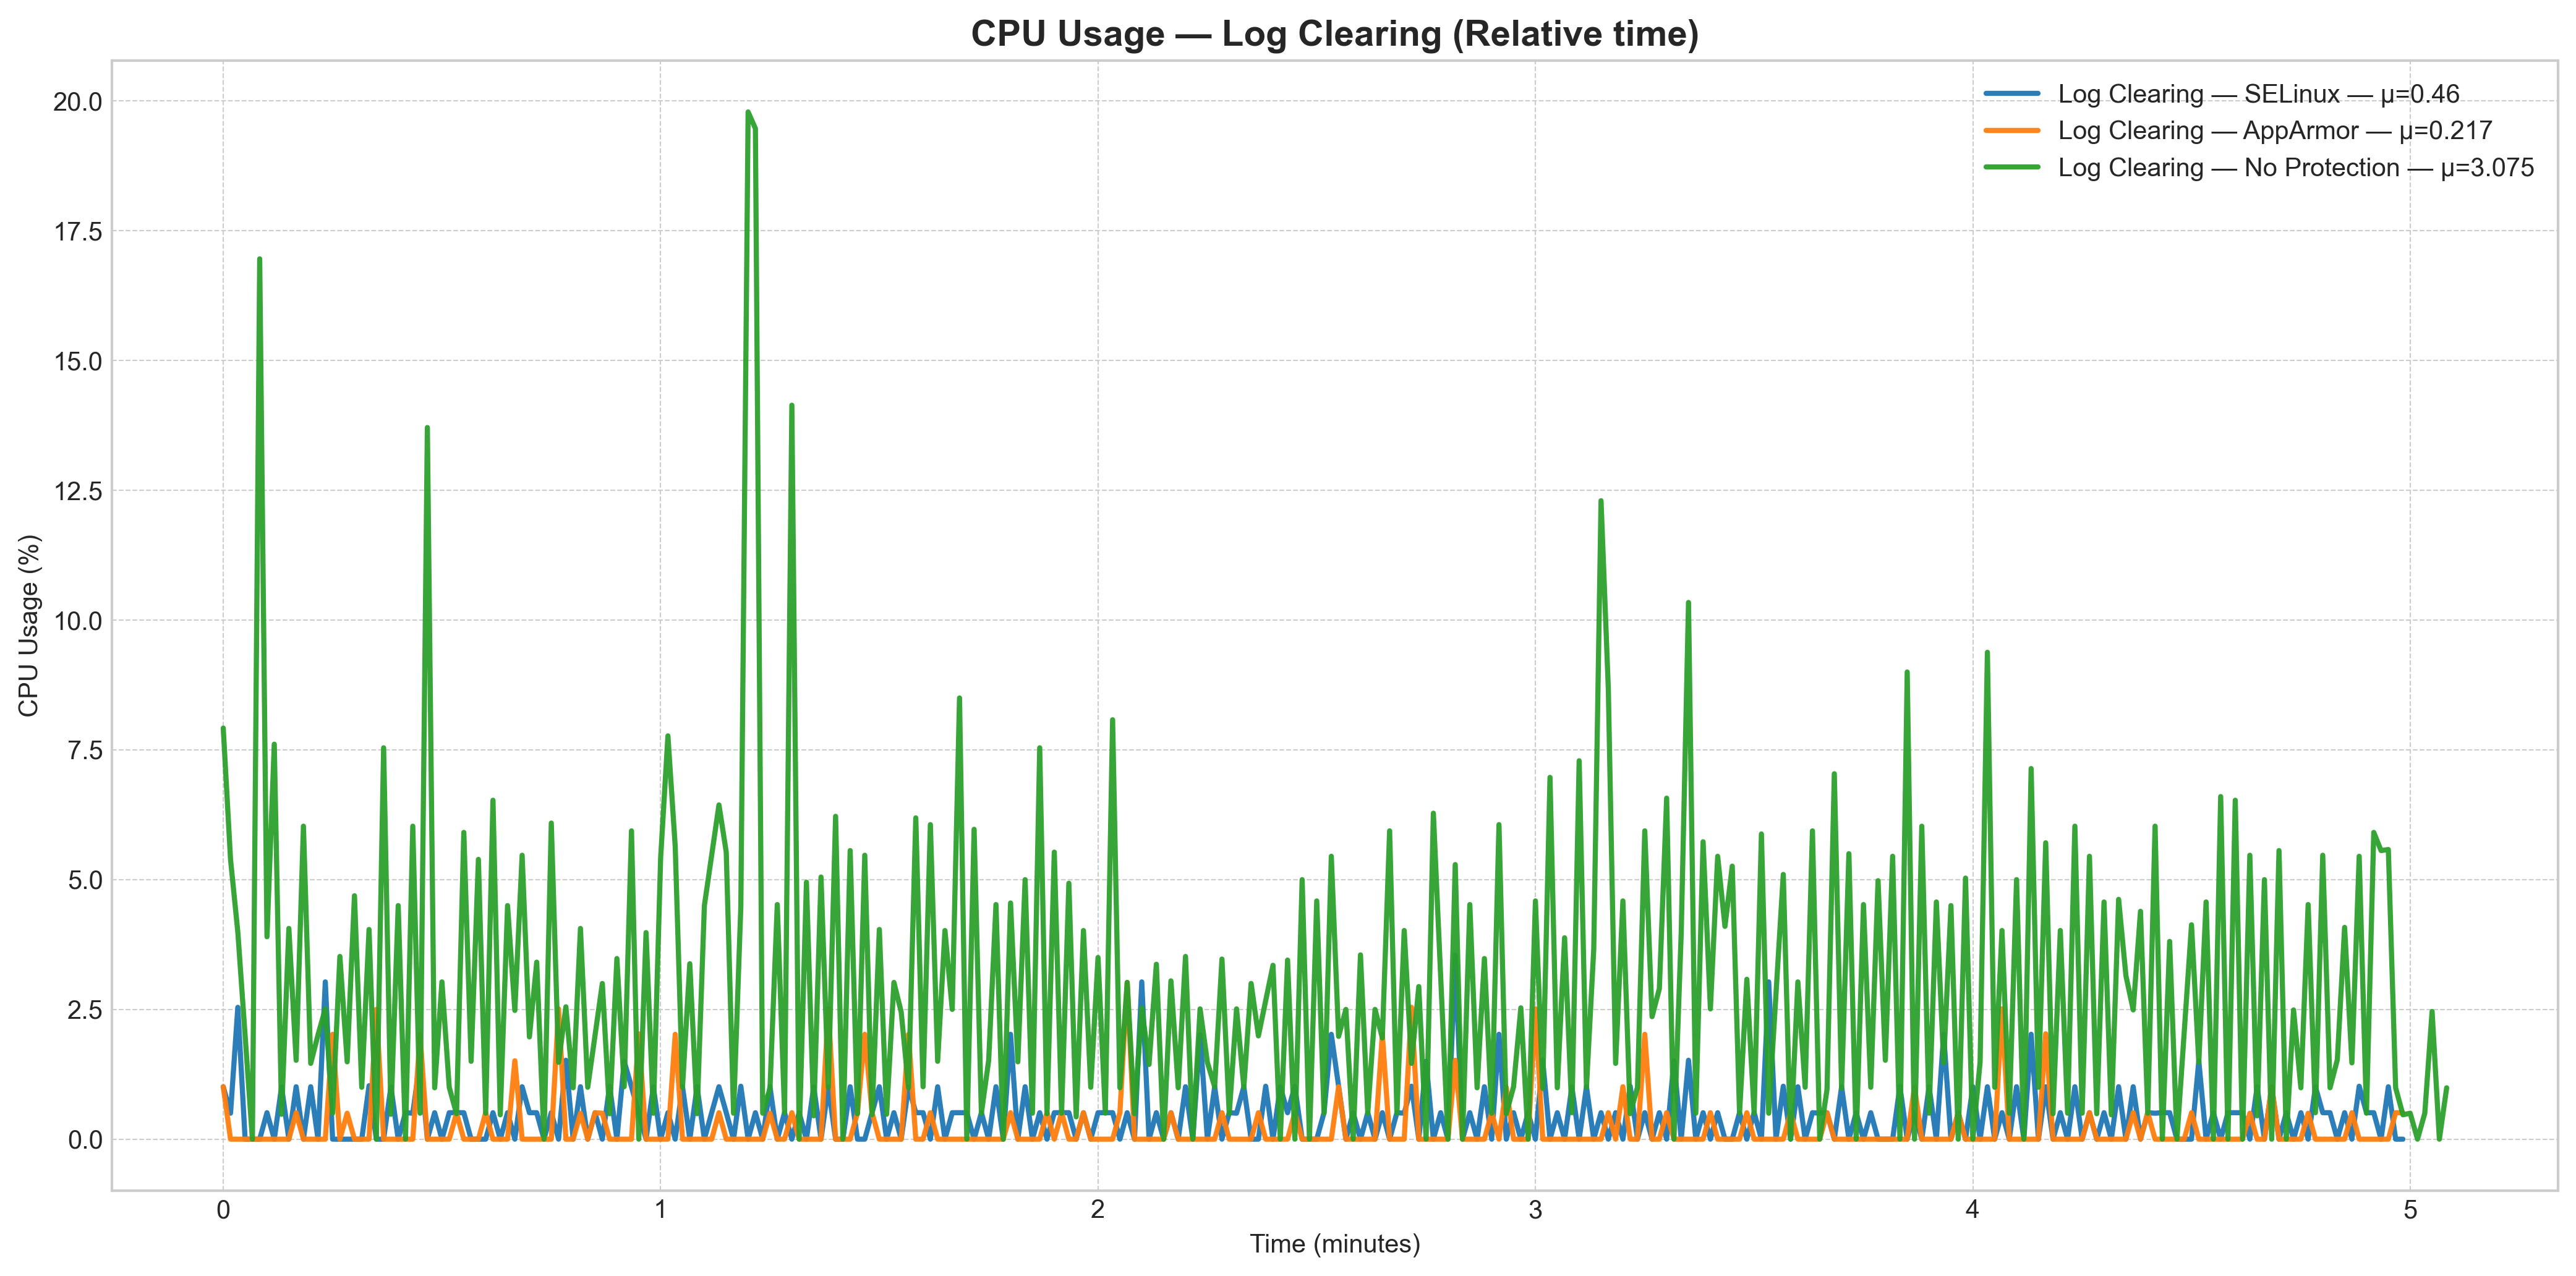 CPU Usage — Log Clearing (Relative time)
Log Clearing — SELinux — μ=0.46
Log Clearing — AppArmor — μ=0.217
Log Clearing — No Protection — μ=3.075
CPU Usage (%)
20.0
17.5
15.0
12.5
10.0
7.5
5.0
2.5
0.0
0 1 2 3 4 5
Time (minutes)